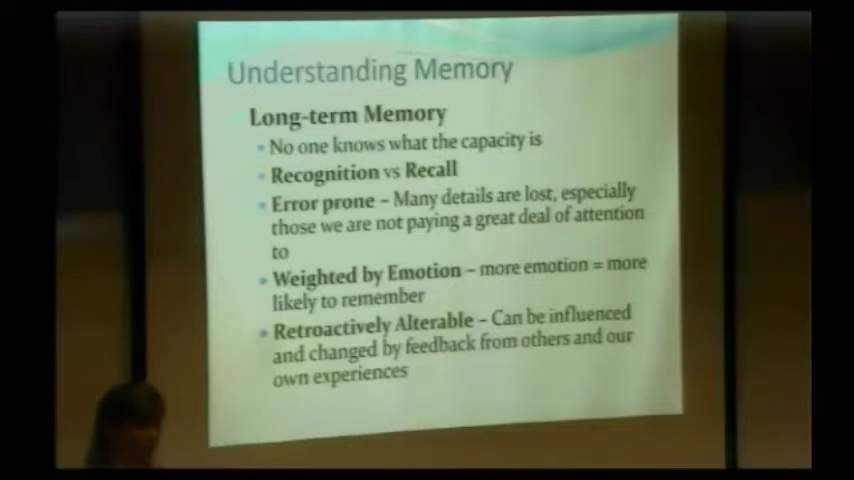 Understanding Memory
Long-term Memory
• No one knows what the capacity is
• Recognition vs Recall
• Error prone – Many details are lost, especially
those we are not paying a great deal of attention
to
• Weighted by Emotion – more emotion = more
likely to remember
• Retroactively Alterable – Can be influenced
and changed by feedback from others and our
own experiences